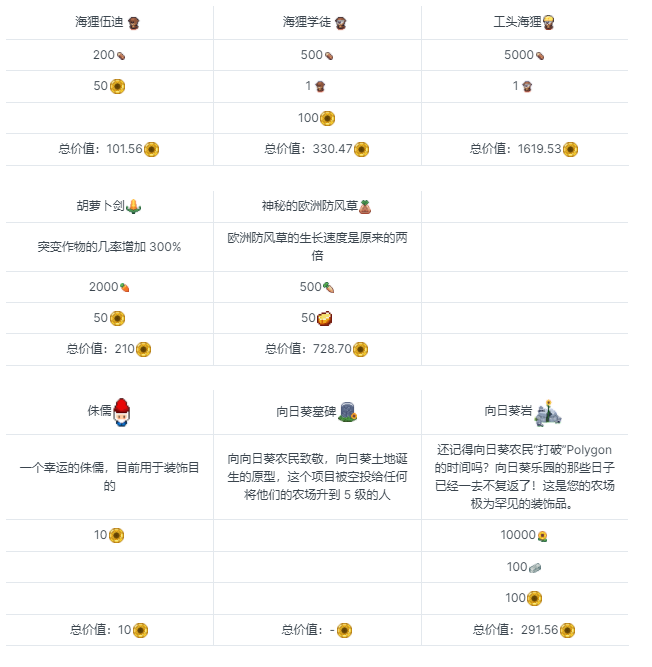 海狸伍迪 海狸学徒 工头海狸
200 500 5000
50 1 1
100
总价值：101.56 总价值：330.47 总价值：1619.53
胡萝卜剑 神秘的欧洲防风草
突变作物的几率增加 300% 欧洲防风草的生长速度是原来的两
倍
2000 500
50 50
总价值：210 总价值：728.70
侏儒 向日葵墓碑 向日葵岩
一个幸运的侏儒，目前用于装饰目
的
向向日葵农民致敬，向日葵土地诞
生的原型，这个项目被空投给任何
将他们的农场升到 5 级的人
还记得向日葵农民“打破”Polygon
的时间吗？向日葵乐园的那些日子
已经一去不复返了！这是您的农场
极为罕见的装饰品。
10 10000
100
100
总价值：10 总价值：- 总价值：291.56